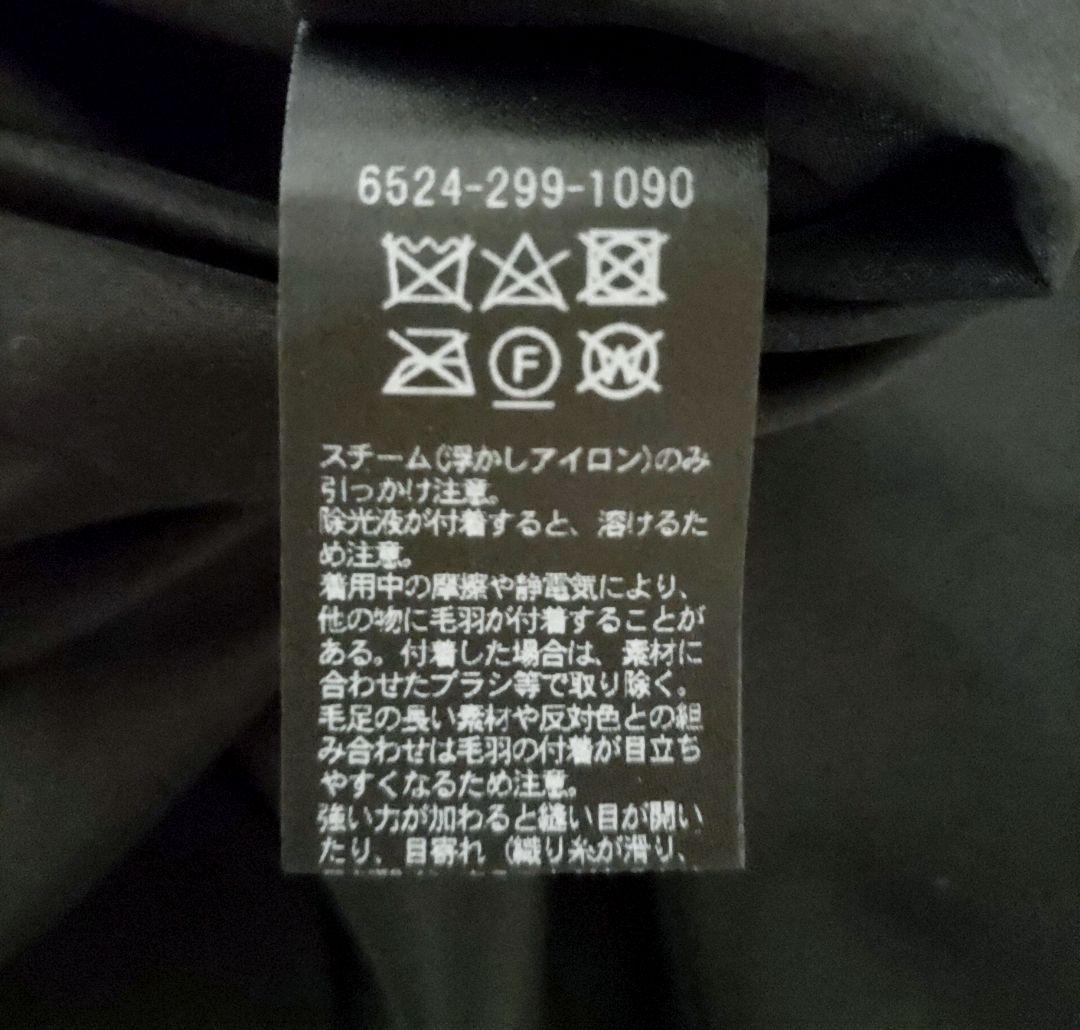 6524-299-1090
F W
スチーム(浮かしアイロン)のみ
引っかけ注意。
除光液が付着すると、溶けるた
め注意。
着用中の摩擦や静電気により、
他の物に毛羽が付着することが
ある。付着した場合は、素材に
合わせたブラシ等で取り除く。
毛足の長い素材や反対色との組
み合わせは毛羽の付着が目立ち
やすくなるため注意。
強い力が加わると縫い目が開い
たり、目寄れ（織り糸が滑り、